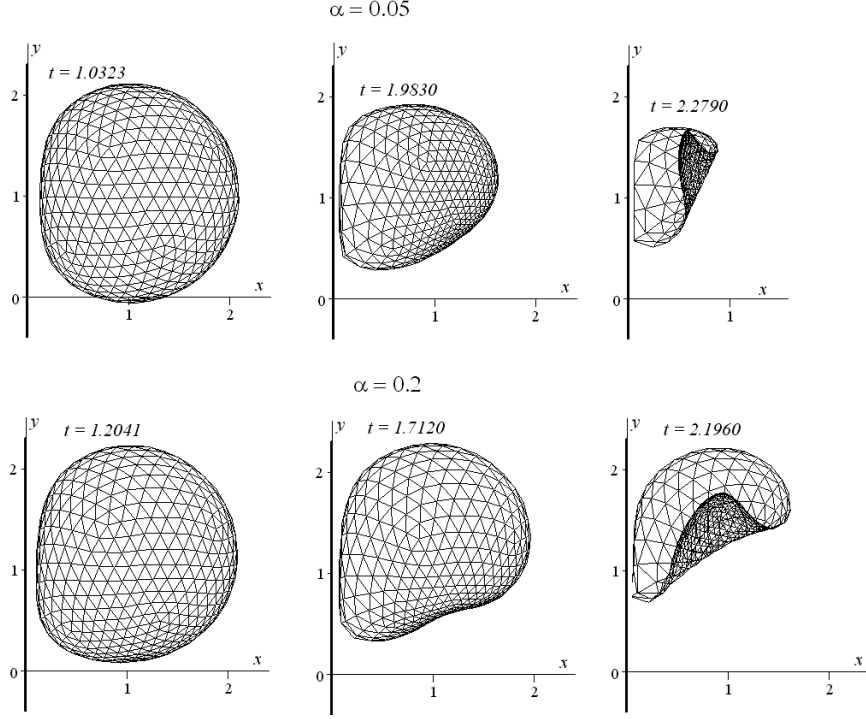 α = 0.05
y
t = 1.0323
2
1
0
1
2
x
y
t = 1.9830
2
1
0
1
2
x
t = 2.2790
2
1
0
1
x
α = 0.2
y
t = 1.2041
2
1
0
1
2
x
y
t = 1.7120
2
1
0
1
2
x
y
t = 2.1960
2
1
0
1
2
x